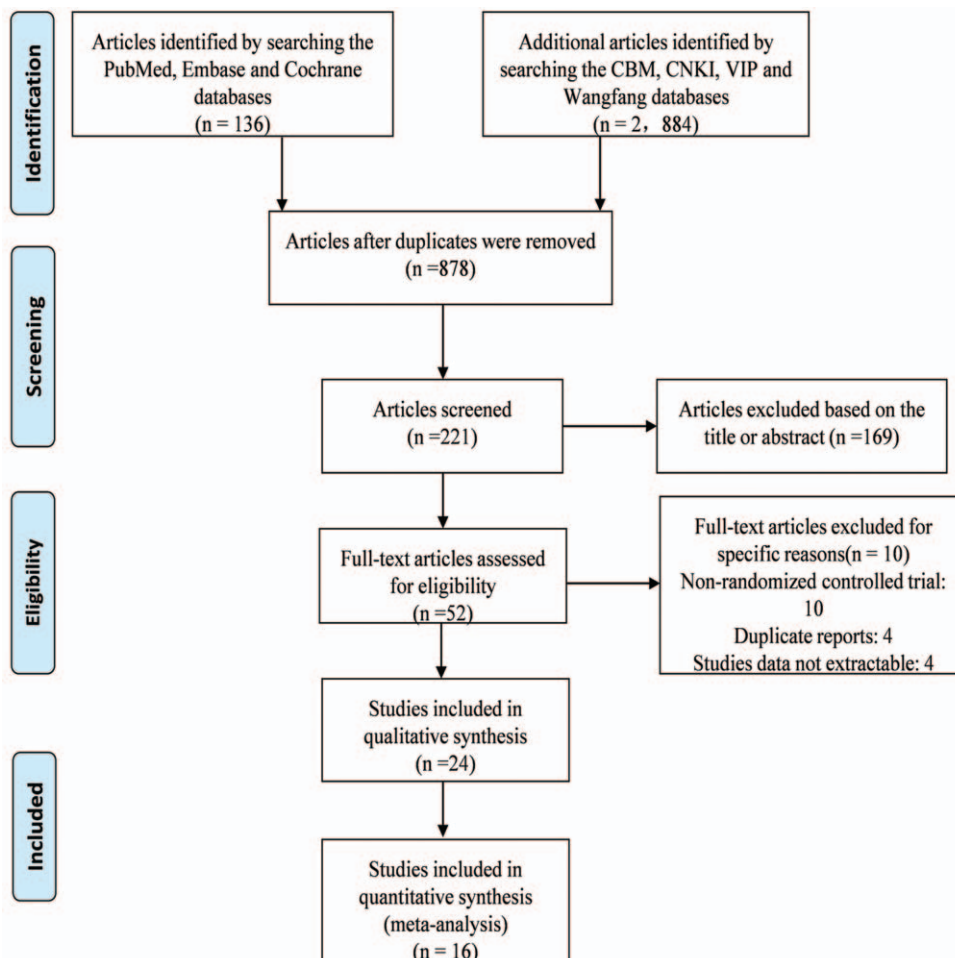 Identification
Articles identified by searching the
PubMed, Embase and Cochrane
databases
(n = 136)
Additional articles identified by
searching the CBM, CNKI, VIP and
Wangfang databases
(n = 2，884)
Screening
Articles after duplicates were removed
(n =878)
Articles screened
(n =221)
Articles excluded based on the
title or abstract (n =169)
Eligibility
Full-text articles assessed
for eligibility
(n =52)
Full-text articles excluded for
specific reasons(n = 10)
Non-randomized controlled trial:
10
Duplicate reports: 4
Studies data not extractable: 4
Included
Studies included in
qualitative synthesis
(n =24)
Studies included in
quantitative synthesis
(meta-analysis)
(n = 16)